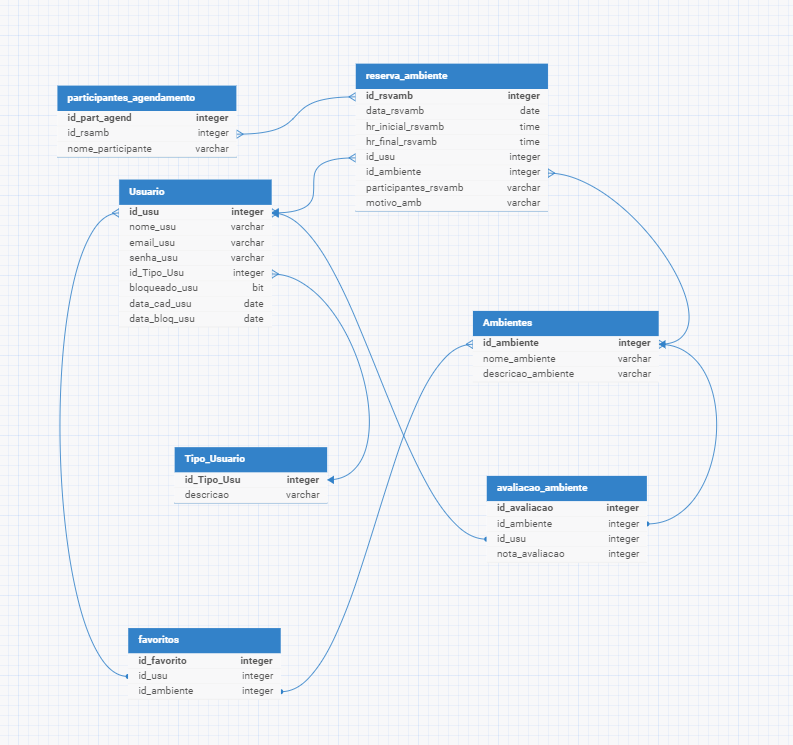 participantes_agendamento
id_part_agend integer
id_rsamb integer
nome_participante varchar
reserva_ambiente
id_rsvamb integer
data_rsvamb date
hr_inicial_rsvamb time
hr_final_rsvamb time
id_usu integer
id_ambiente integer
participantes_rsvamb varchar
motivo_amb varchar
Usuario
id_usu integer
nome_usu varchar
email_usu varchar
senha_usu varchar
id_Tipo_Usu integer
bloqueado_usu bit
data_cad_usu date
data_bloq_usu date
Ambientes
id_ambiente integer
nome_ambiente varchar
descricao_ambiente varchar
Tipo_Usuario
id_Tipo_Usu integer
descricao varchar
avaliacao_ambiente
id_avaliacao integer
id_ambiente integer
id_usu integer
nota_avaliacao integer
favoritos
id_favorito integer
id_usu integer
id_ambiente integer